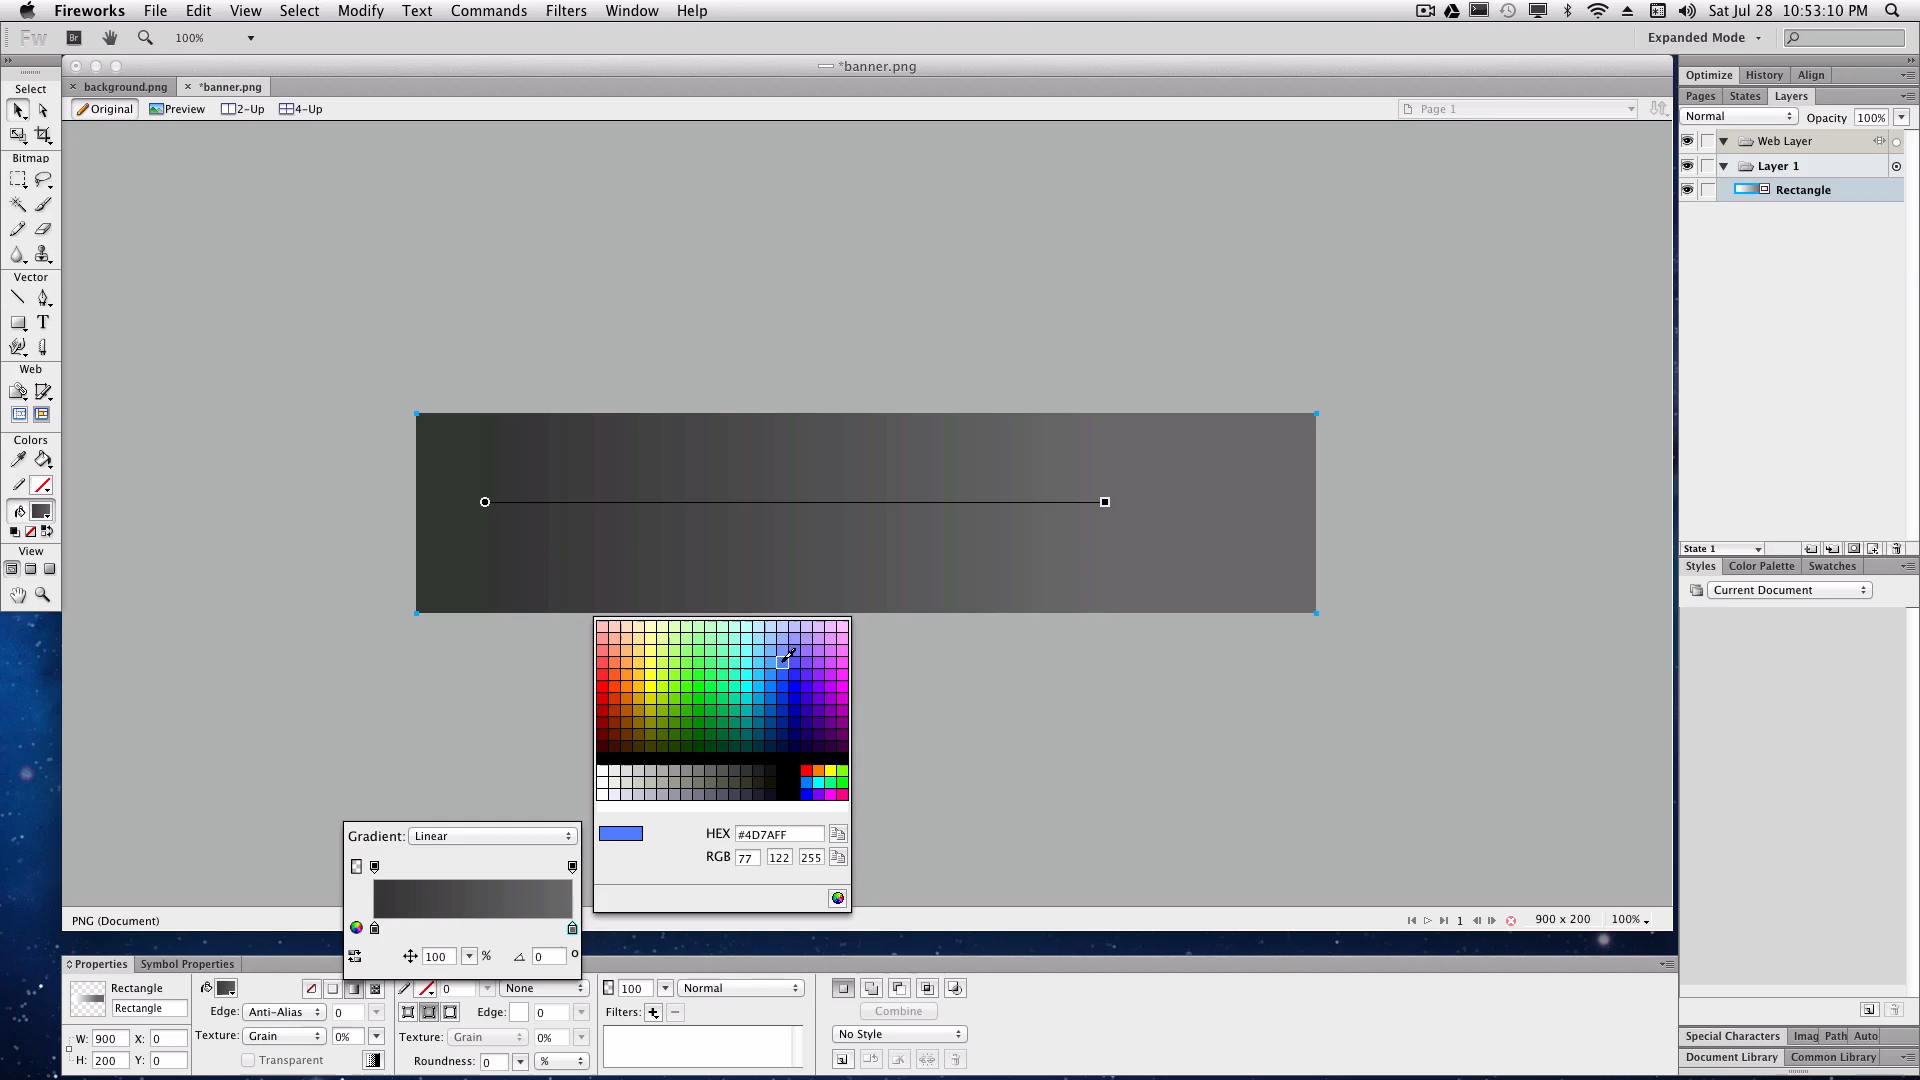 Fireworks File Edit View Select Modify Text Commands Filters Window Help Sat Jul 28 10:53:10 PM
Fw Br 100% Expanded Mode
*banner.png
background.png *banner.png
Original Preview 2-Up 4-Up Page 1
Select
Bitmap
Vector
T
Web
Colors
View
Optimize History Align
Pages States Layers
Normal Opacity 100%
Web Layer
Layer 1
Rectangle
State 1
Styles Color Palette Swatches
Current Document
Special Characters Imag Path Auto
Document Library Common Library
HEX #4D7AFF
RGB 77 122 255
Gradient: Linear
100 % 0 °
PNG (Document) 1 900 x 200 100%
Properties Symbol Properties
Rectangle 0 None 100 Normal
Rectangle
Edge: Anti-Alias 0 Edge: 0 Filters:
Combine
Texture: Grain 0% Texture: Grain 0% No Style
W: 900 X: 0
H: 200 Y: 0
Transparent Roundness: 0 %